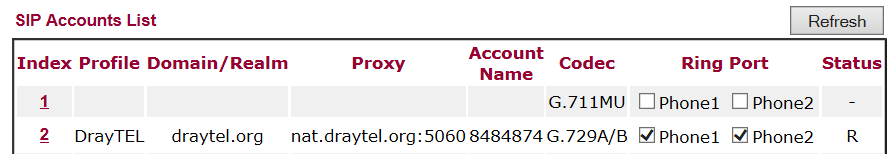 SIP Accounts List Refresh
Index Profile Domain/Realm Proxy Account Name Codec Ring Port Status
1 G.711MU Phone1 Phone2 -
2 DrayTEL draytel.org nat.draytel.org:5060 8484874 G.729A/B Phone1 Phone2 R